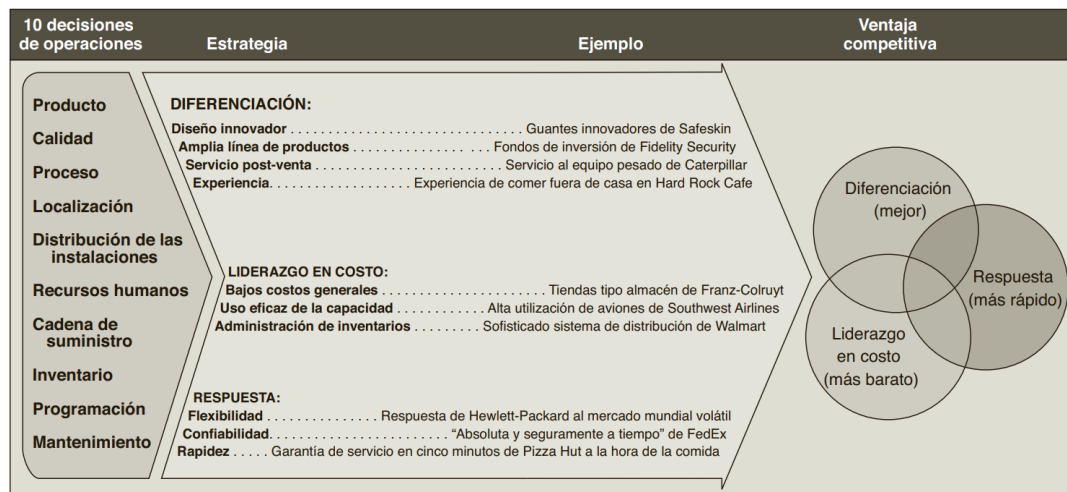 10 decisiones
de operaciones
Estrategia
Ejemplo
Ventaja
competitiva
Producto
Calidad
Proceso
Localización
Distribución de las
instalaciones
Recursos humanos
Cadena de
suministro
Inventario
Programación
Mantenimiento
DIFERENCIACIÓN:
Diseño innovador . . . . . . . . . . . . . . . . . . . . . . . . . . . . . . . Guantes innovadores de Safeskin
Amplia línea de productos . . . . . . . . . . . . . . . . . . . . Fondos de inversión de Fidelity Security
Servicio post-venta . . . . . . . . . . . . . . . . . . . . . . . . Servicio al equipo pesado de Caterpillar
Experiencia. . . . . . . . . . . . . . . . . . . Experiencia de comer fuera de casa en Hard Rock Cafe
LIDERAZGO EN COSTO:
Bajos costos generales . . . . . . . . . . . . . . . . . . . Tiendas tipo almacén de Franz-Colruyt
Uso eficaz de la capacidad . . . . . . . . . . . Alta utilización de aviones de Southwest Airlines
Administración de inventarios . . . . . . . . . Sofisticado sistema de distribución de Walmart
RESPUESTA:
Flexibilidad . . . . . . . . . . . . . . . Respuesta de Hewlett-Packard al mercado mundial volátil
Confiabilidad. . . . . . . . . . . . . . . . . . . . . . . . . “Absoluta y seguramente a tiempo” de FedEx
Rapidez . . . . . Garantía de servicio en cinco minutos de Pizza Hut a la hora de la comida
Diferenciación
(mejor)
Respuesta
(más rápido)
Liderazgo
en costo
(más barato)